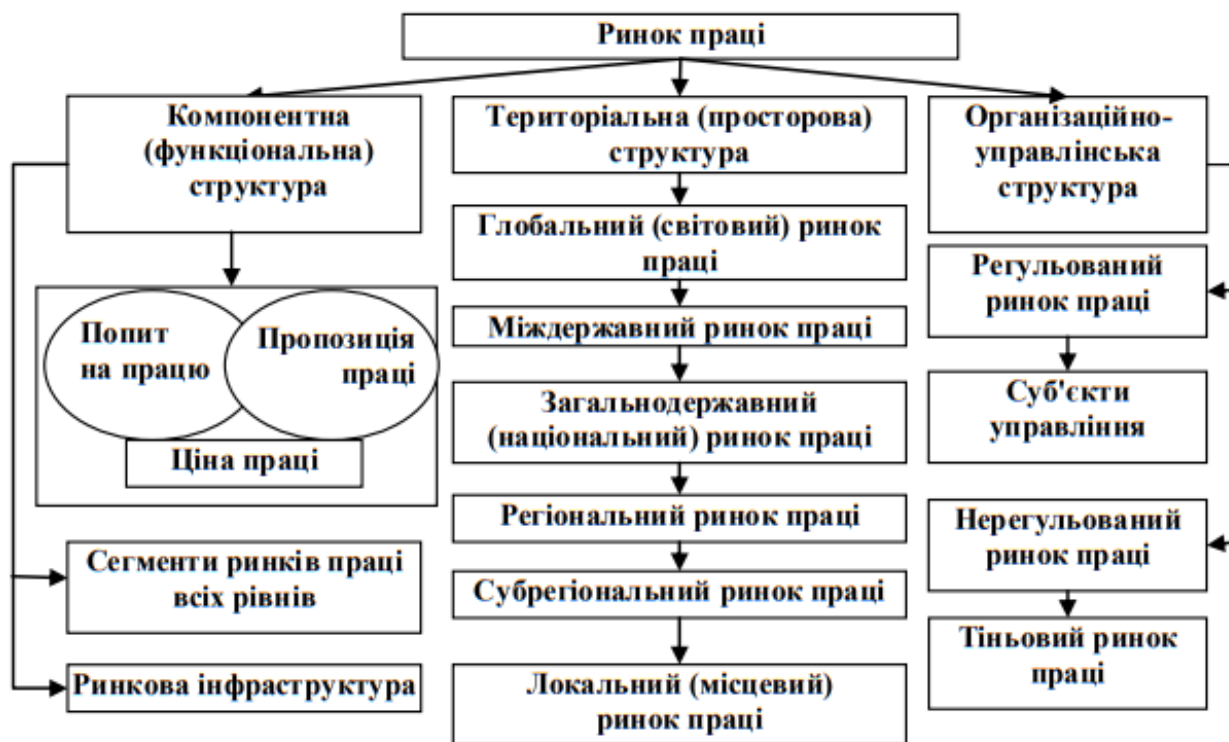 Ринок праці
Компонентна
(функціональна)
структура
Попит
на працю
Пропозиція
праці
Ціна праці
Сегменти ринків праці
всіх рівнів
Ринкова інфраструктура
Територіальна (просторова)
структура
Глобальний (світовий) ринок
праці
Міждержавний ринок праці
Загальнодержавний
(національний) ринок праці
Регіональний ринок праці
Субрегіональний ринок праці
Локальний (місцевий)
ринок праці
Організаційно-
управлінська
структура
Регульований
ринок праці
Суб'єкти
управління
Нерегульований
ринок праці
Тіньовий ринок
праці